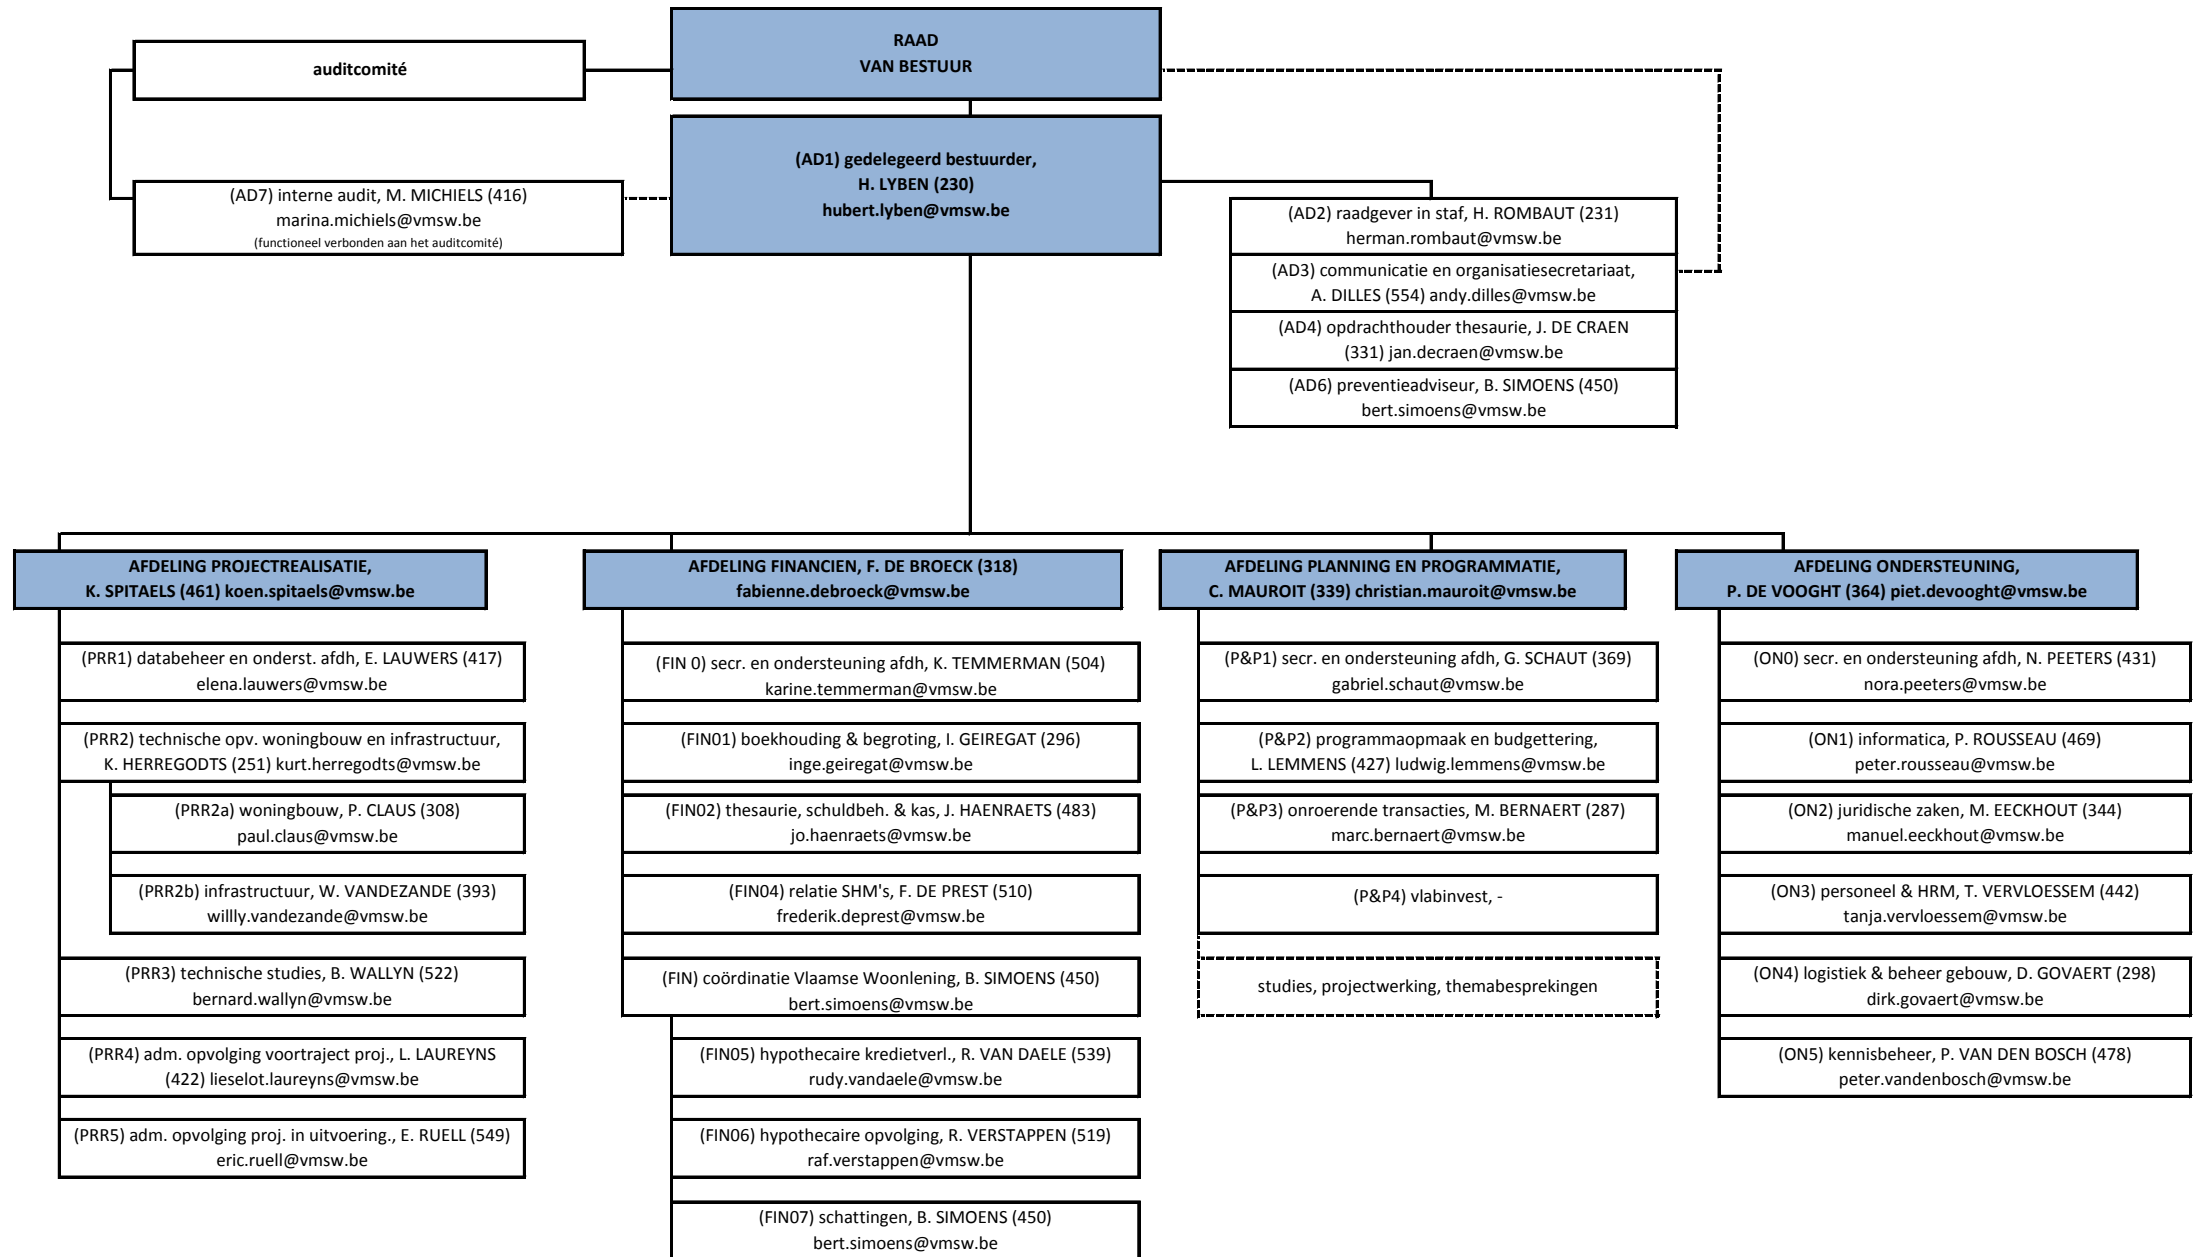 RAAD
VAN BESTUUR
auditcomité
(AD1) gedelegeerd bestuurder,
H. LYBEN (230)
hubert.lyben@vmsw.be
(AD7) interne audit, M. MICHIELS (416)
marina.michiels@vmsw.be
(functioneel verbonden aan het auditcomité)
(AD2) raadgever in staf, H. ROMBAUT (231)
herman.rombaut@vmsw.be
(AD3) communicatie en organisatiesecretariaat,
A. DILLES (554) andy.dilles@vmsw.be
(AD4) opdrachthouder thesaurie, J. DE CRAEN
(331) jan.decraen@vmsw.be
(AD6) preventieadviseur, B. SIMOENS (450)
bert.simoens@vmsw.be
AFDELING PROJECTREALISATIE,
K. SPITAELS (461) koen.spitaels@vmsw.be
(PRR1) databeheer en onderst. afdh, E. LAUWERS (417)
elena.lauwers@vmsw.be
(PRR2) technische opv. woningbouw en infrastructuur,
K. HERREGODTS (251) kurt.herregodts@vmsw.be
(PRR2a) woningbouw, P. CLAUS (308)
paul.claus@vmsw.be
(PRR2b) infrastructuur, W. VANDEZANDE (393)
willly.vandezande@vmsw.be
(PRR3) technische studies, B. WALLYN (522)
bernard.wallyn@vmsw.be
(PRR4) adm. opvolging voortraject proj., L. LAUREYNS
(422) lieselot.laureyns@vmsw.be
(PRR5) adm. opvolging proj. in uitvoering., E. RUELL (549)
eric.ruell@vmsw.be
AFDELING FINANCIEN, F. DE BROECK (318)
fabienne.debroeck@vmsw.be
(FIN 0) secr. en ondersteuning afdh, K. TEMMERMAN (504)
karine.temmerman@vmsw.be
(FIN01) boekhouding & begroting, I. GEIREGAT (296)
inge.geiregat@vmsw.be
(FIN02) thesaurie, schuldbeh. & kas, J. HAENRAETS (483)
jo.haenraets@vmsw.be
(FIN04) relatie SHM's, F. DE PREST (510)
frederik.deprest@vmsw.be
(FIN) coördinatie Vlaamse Woonlening, B. SIMOENS (450)
bert.simoens@vmsw.be
(FIN05) hypothecaire kredietverl., R. VAN DAELE (539)
rudy.vandaele@vmsw.be
(FIN06) hypothecaire opvolging, R. VERSTAPPEN (519)
raf.verstappen@vmsw.be
(FIN07) schattingen, B. SIMOENS (450)
bert.simoens@vmsw.be
AFDELING PLANNING EN PROGRAMMATIE,
C. MAUROIT (339) christian.mauroit@vmsw.be
(P&P1) secr. en ondersteuning afdh, G. SCHAUT (369)
gabriel.schaut@vmsw.be
(P&P2) programmaopmaak en budgettering,
L. LEMMENS (427) ludwig.lemmens@vmsw.be
(P&P3) onroerende transacties, M. BERNAERT (287)
marc.bernaert@vmsw.be
(P&P4) vlabinvest, -
studies, projectwerking, themabesprekingen
AFDELING ONDERSTEUNING,
P. DE VOOGHT (364) piet.devooght@vmsw.be
(ON0) secr. en ondersteuning afdh, N. PEETERS (431)
nora.peeters@vmsw.be
(ON1) informatica, P. ROUSSEAU (469)
peter.rousseau@vmsw.be
(ON2) juridische zaken, M. EECKHOUT (344)
manuel.eeckhout@vmsw.be
(ON3) personeel & HRM, T. VERVLOESSEM (442)
tanja.vervloessem@vmsw.be
(ON4) logistiek & beheer gebouw, D. GOVAERT (298)
dirk.govaert@vmsw.be
(ON5) kennisbeheer, P. VAN DEN BOSCH (478)
peter.vandenbosch@vmsw.be